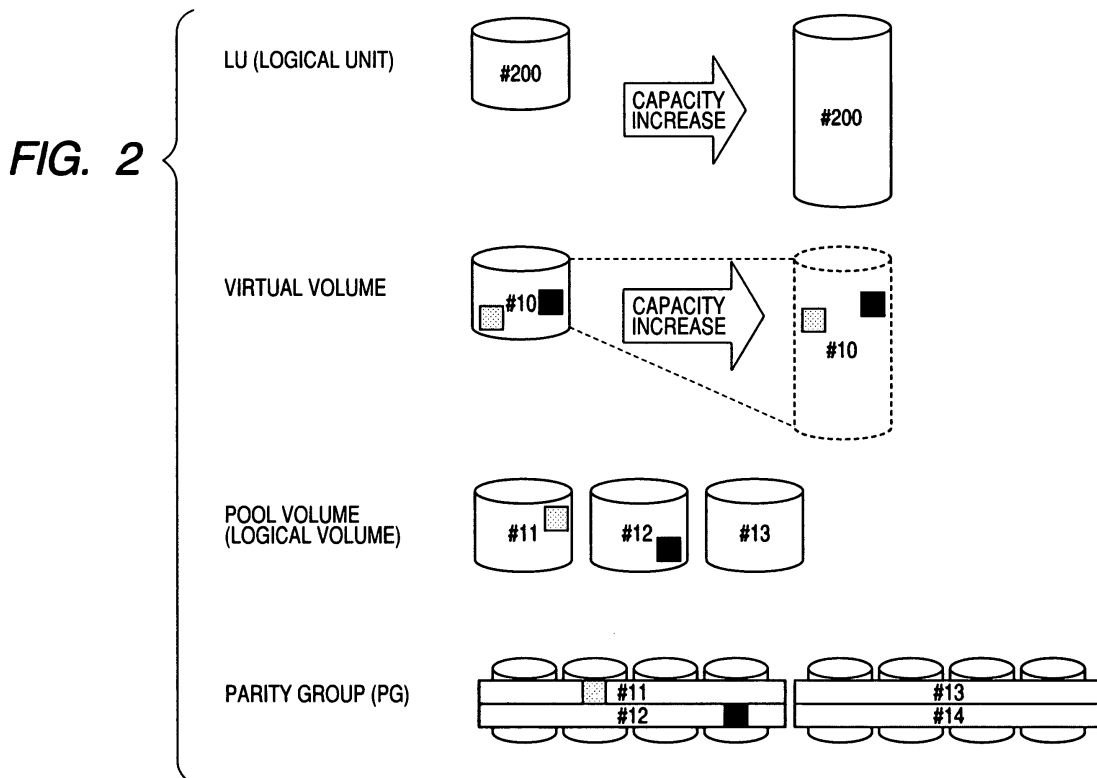 FIG. 2
LU (LOGICAL UNIT)
#200
CAPACITY
INCREASE
#200
VIRTUAL VOLUME
#10
CAPACITY
INCREASE
#10
POOL VOLUME
(LOGICAL VOLUME)
#11
#12
#13
PARITY GROUP (PG)
#11
#12
#13
#14